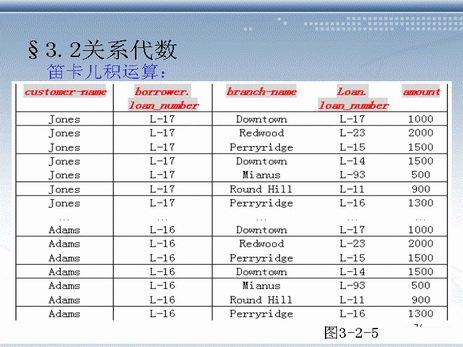 §3.2关系代数
笛卡儿积运算：
customer-name borrower. branch-name Loan. amount
loan_number loan_number
Jones L-17 Downtown L-17 1000
Jones L-17 Redwood L-23 2000
Jones L-17 Perryridge L-15 1500
Jones L-17 Downtown L-14 1500
Jones L-17 Mianus L-93 500
Jones L-17 Round Hill L-11 900
Jones L-17 Perryridge L-16 1300
… … … … …
Adams L-16 Downtown L-17 1000
Adams L-16 Redwood L-23 2000
Adams L-16 Perryridge L-15 1500
Adams L-16 Downtown L-14 1500
Adams L-16 Mianus L-93 500
Adams L-16 Round Hill L-11 900
Adams L-16 Perryridge L-16 1300
图3-2-5